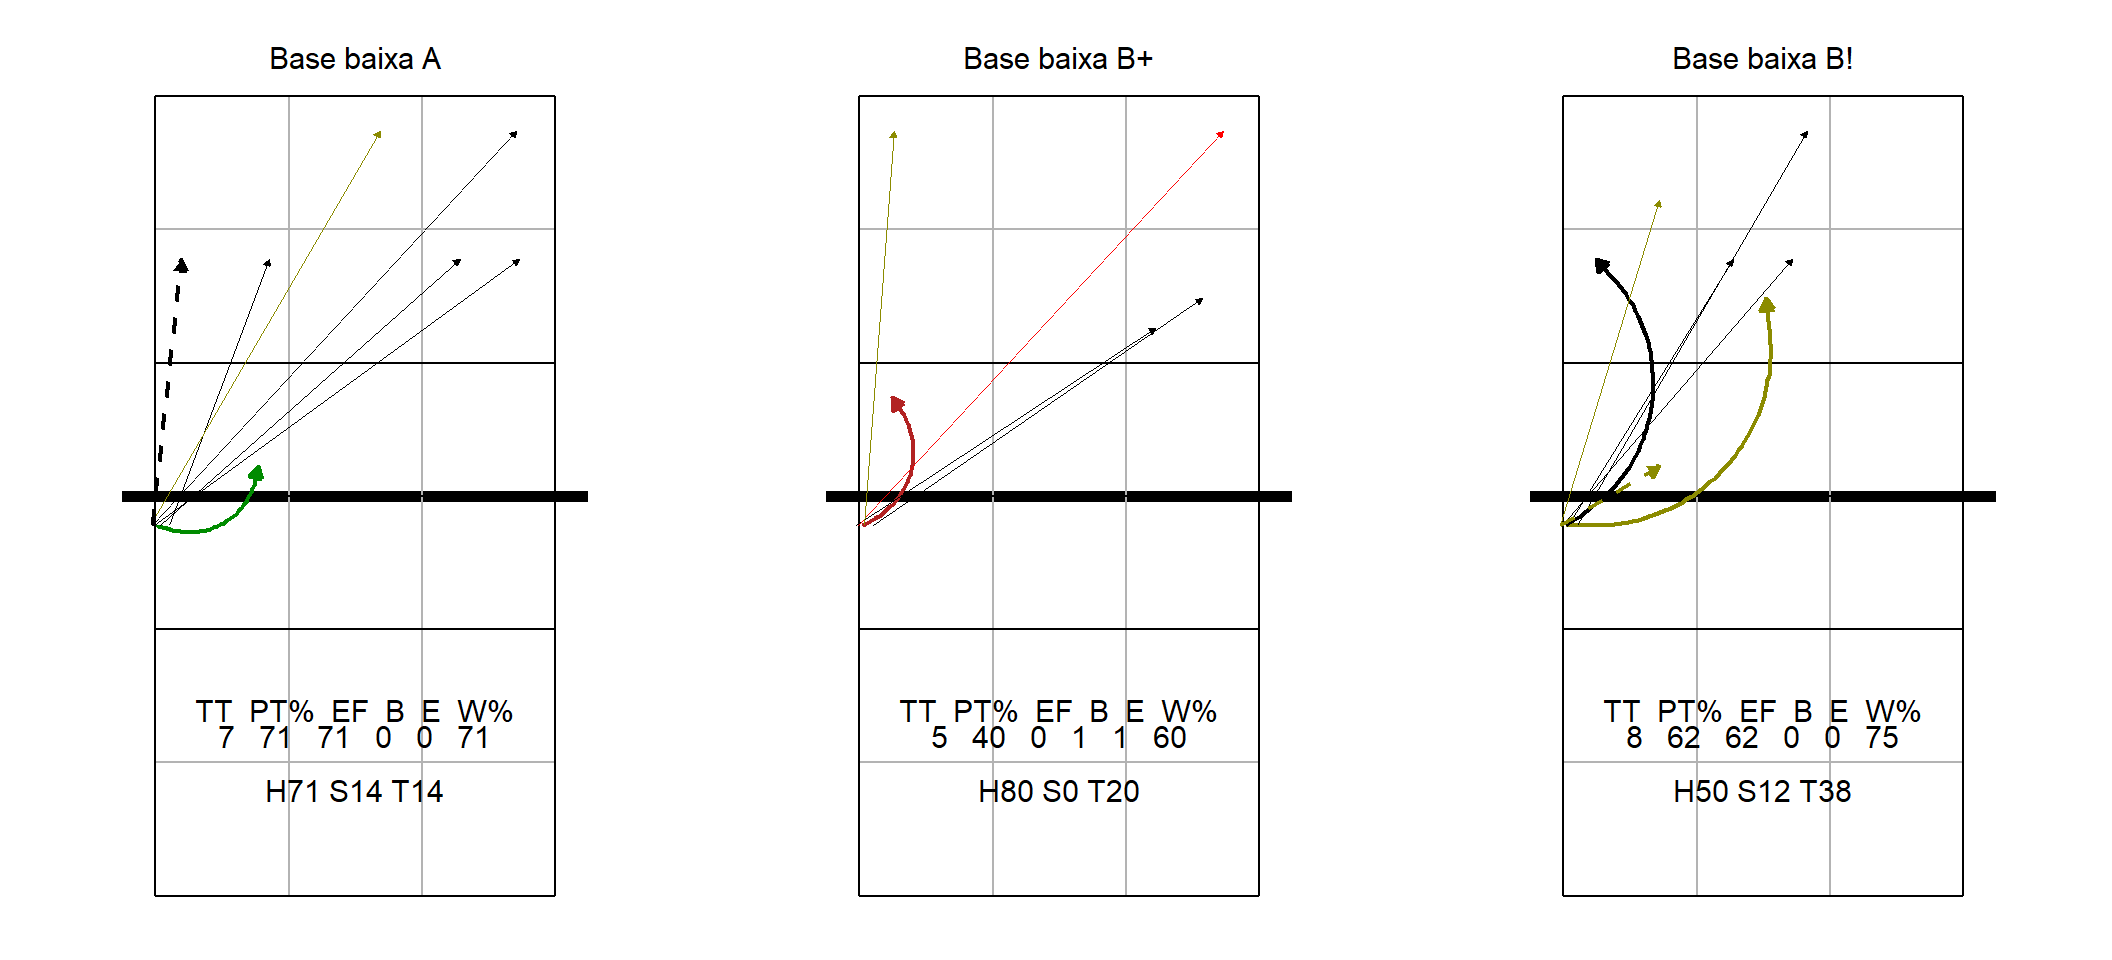 Base baixa A
TT PT% EF B E W%
7 71 71 0 0 71
H71 S14 T14
Base baixa B+
TT PT% EF B E W%
5 40 0 1 1 60
H80 S0 T20
Base baixa B!
TT PT% EF B E W%
8 62 62 0 0 75
H50 S12 T38